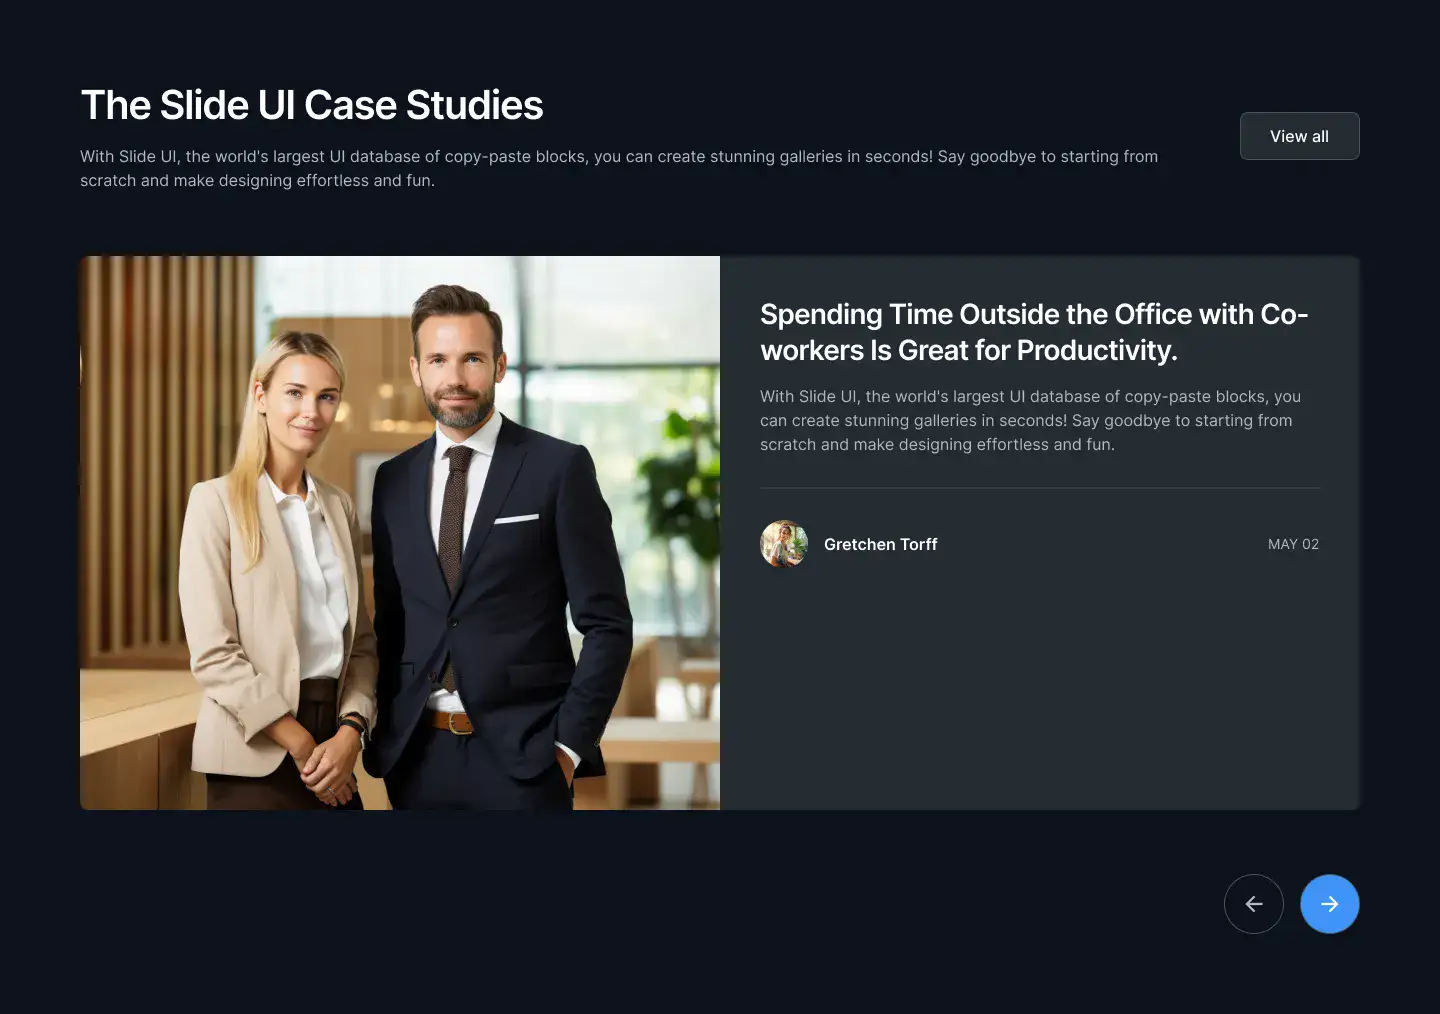 The Slide UI Case Studies
With Slide UI, the world's largest UI database of copy-paste blocks, you can create stunning galleries in seconds! Say goodbye to starting from
scratch and make designing effortless and fun.
View all
Spending Time Outside the Office with Co-
workers Is Great for Productivity.
With Slide UI, the world's largest UI database of copy-paste blocks, you
can create stunning galleries in seconds! Say goodbye to starting from
scratch and make designing effortless and fun.
Gretchen Torff
MAY 02